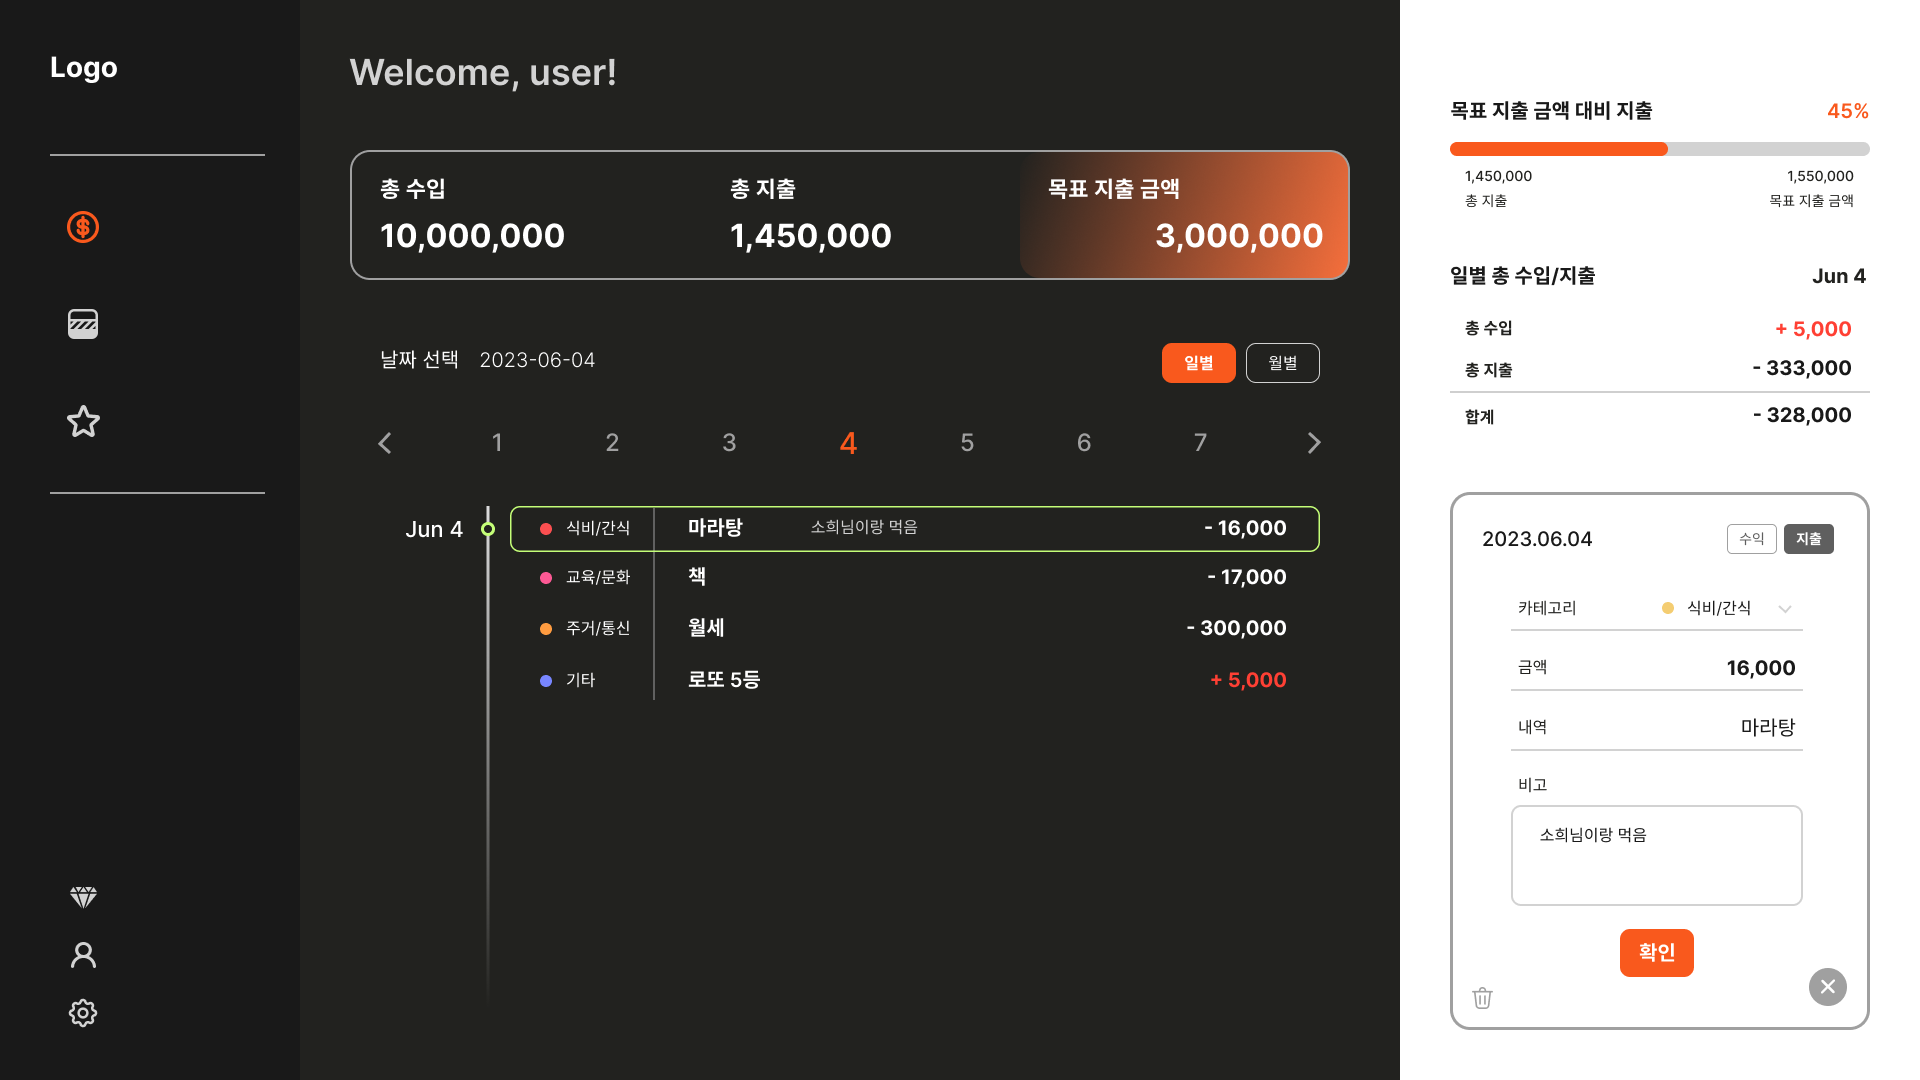 Logo
Welcome, user!
총 수입
10,000,000
총 지출
1,450,000
목표 지출 금액
3,000,000
날짜 선택 2023-06-04
일별
월별
1 2 3 4 5 6 7
Jun 4
식비/간식 마라탕 소희님이랑 먹음 - 16,000
교육/문화 책 - 17,000
주거/통신 월세 - 300,000
기타 로또 5등 + 5,000
목표 지출 금액 대비 지출 45%
1,450,000 1,550,000
총 지출 목표 지출 금액
일별 총 수입/지출 Jun 4
총 수입 + 5,000
총 지출 - 333,000
합계 - 328,000
2023.06.04 수익 지출
카테고리 식비/간식
금액 16,000
내역 마라탕
비고
소희님이랑 먹음
확인